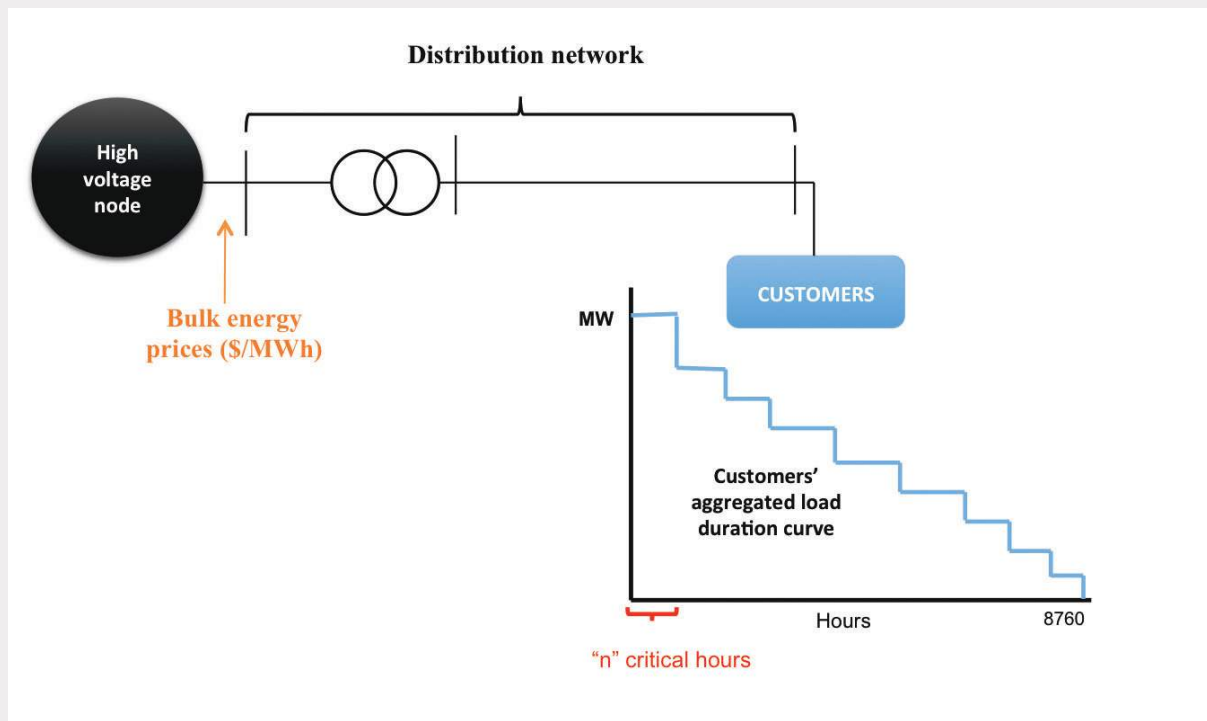 Distribution network
High
voltage
node
Bulk energy
prices ($/MWh)
CUSTOMERS
MW
Customers’
aggregated load
duration curve
Hours
8760
“n” critical hours